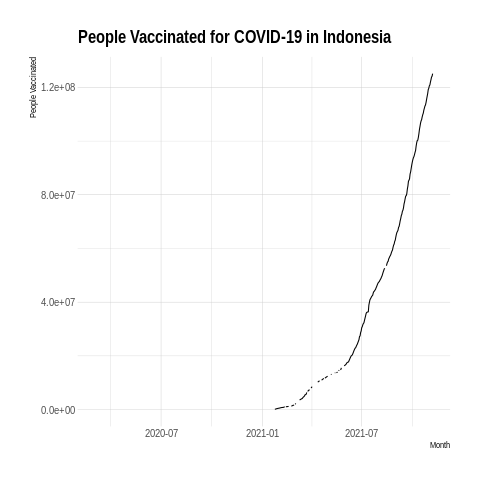 People Vaccinated for COVID-19 in Indonesia
People Vaccinated
1.2e+08
8.0e+07
4.0e+07
0.0e+00
2020-07 2021-01 2021-07
Month